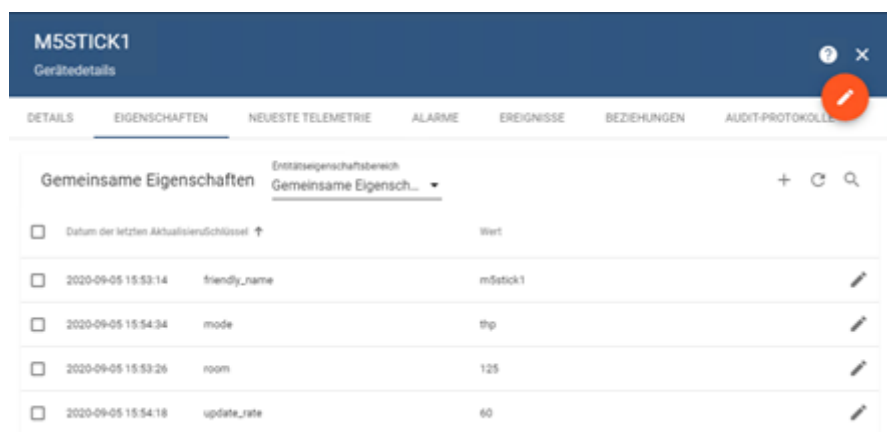 M5STICK1
Gerätedetails
DETAILS EIGENSCHAFTEN NEUESTE TELEMETRIE ALARME EREIGNISSE BEZIEHUNGEN AUDIT-PROTOKOLLE
Entitätseigenschaftsbereich
Gemeinsame Eigenschaften Gemeinsame Eigensch...
Datum der letzten Aktualisieru Schlüssel Wert
2020-09-05 15:53:14 friendly_name m5stick1
2020-09-05 15:54:34 mode thp
2020-09-05 15:53:26 room 125
2020-09-05 15:54:18 update_rate 60